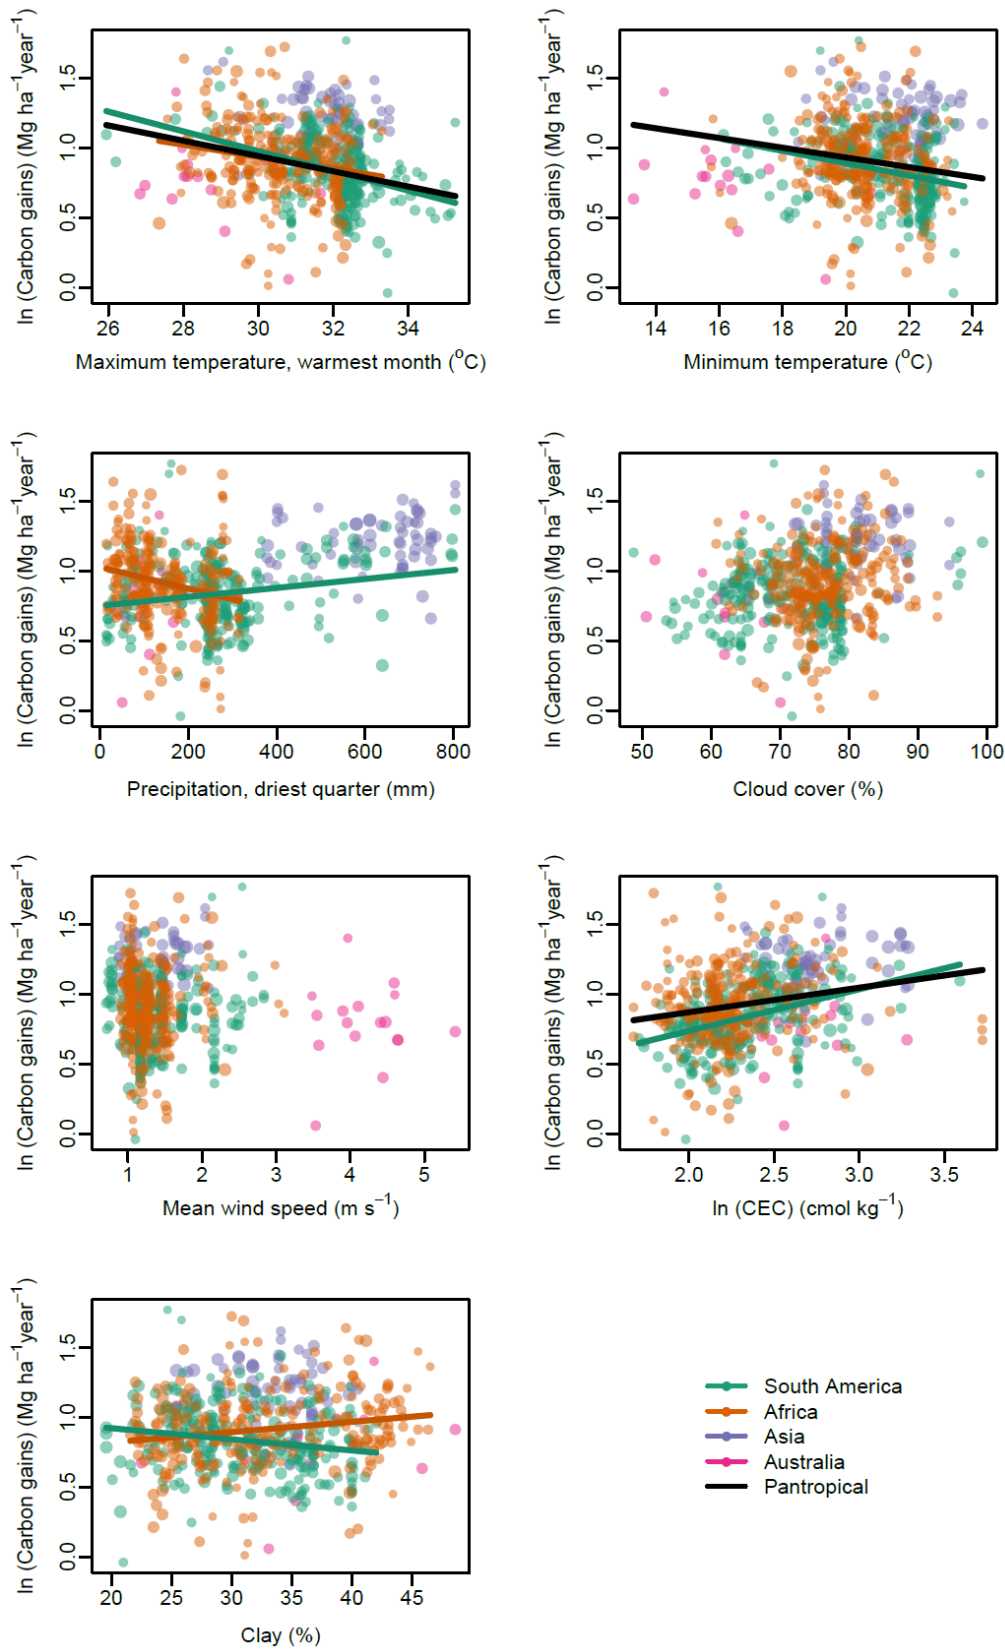 ln (Carbon gains) (Mg ha⁻¹year⁻¹)
0.0 0.5 1.0 1.5
26 28 30 32 34
Maximum temperature, warmest month (°C)
ln (Carbon gains) (Mg ha⁻¹year⁻¹)
0.0 0.5 1.0 1.5
14 16 18 20 22 24
Minimum temperature (°C)
ln (Carbon gains) (Mg ha⁻¹year⁻¹)
0.0 0.5 1.0 1.5
0 200 400 600 800
Precipitation, driest quarter (mm)
ln (Carbon gains) (Mg ha⁻¹year⁻¹)
0.0 0.5 1.0 1.5
50 60 70 80 90 100
Cloud cover (%)
ln (Carbon gains) (Mg ha⁻¹year⁻¹)
0.0 0.5 1.0 1.5
1 2 3 4 5
Mean wind speed (m s⁻¹)
ln (Carbon gains) (Mg ha⁻¹year⁻¹)
0.0 0.5 1.0 1.5
2.0 2.5 3.0 3.5
ln (CEC) (cmol kg⁻¹)
ln (Carbon gains) (Mg ha⁻¹year⁻¹)
0.0 0.5 1.0 1.5
20 25 30 35 40 45
Clay (%)
South America
Africa
Asia
Australia
Pantropical